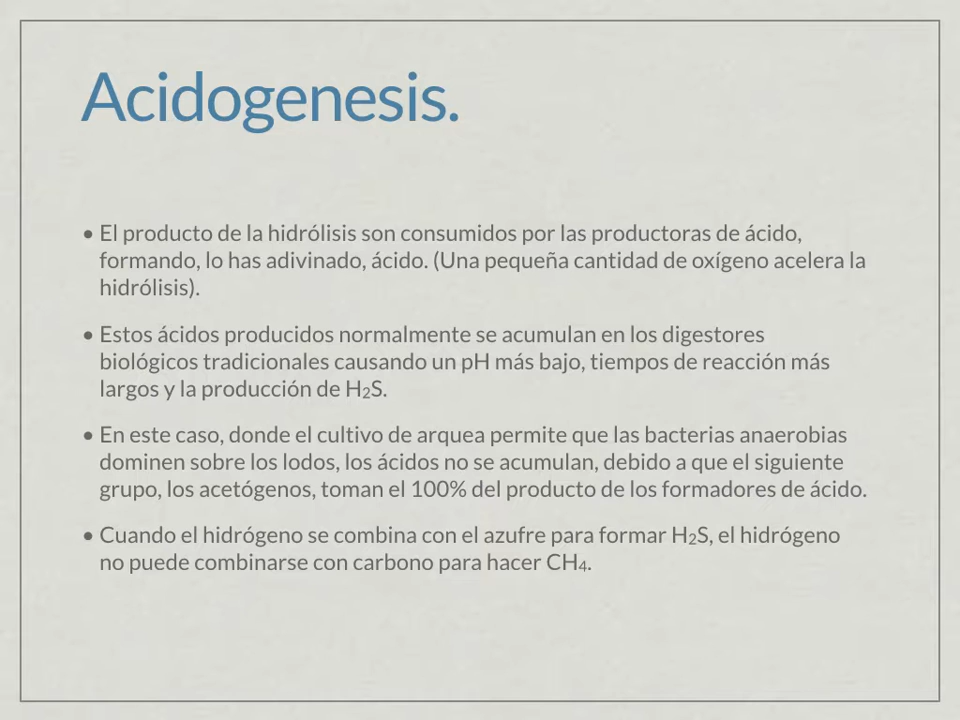 Acidogenesis.
• El producto de la hidrólisis son consumidos por las productoras de ácido,
formando, lo has adivinado, ácido. (Una pequeña cantidad de oxígeno acelera la
hidrólisis).
• Estos ácidos producidos normalmente se acumulan en los digestores
biológicos tradicionales causando un pH más bajo, tiempos de reacción más
largos y la producción de H₂S.
• En este caso, donde el cultivo de arquea permite que las bacterias anaerobias
dominen sobre los lodos, los ácidos no se acumulan, debido a que el siguiente
grupo, los acetógenos, toman el 100% del producto de los formadores de ácido.
• Cuando el hidrógeno se combina con el azufre para formar H₂S, el hidrógeno
no puede combinarse con carbono para hacer CH₄.